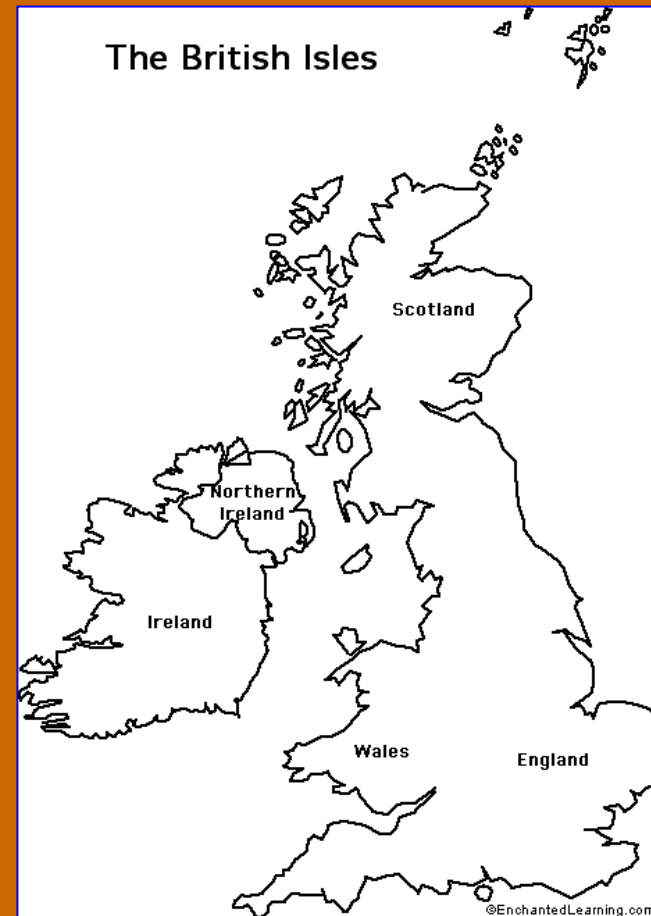 The British Isles
Scotland
Northern
Ireland
Ireland
Wales
England
©EnchantedLearning.com